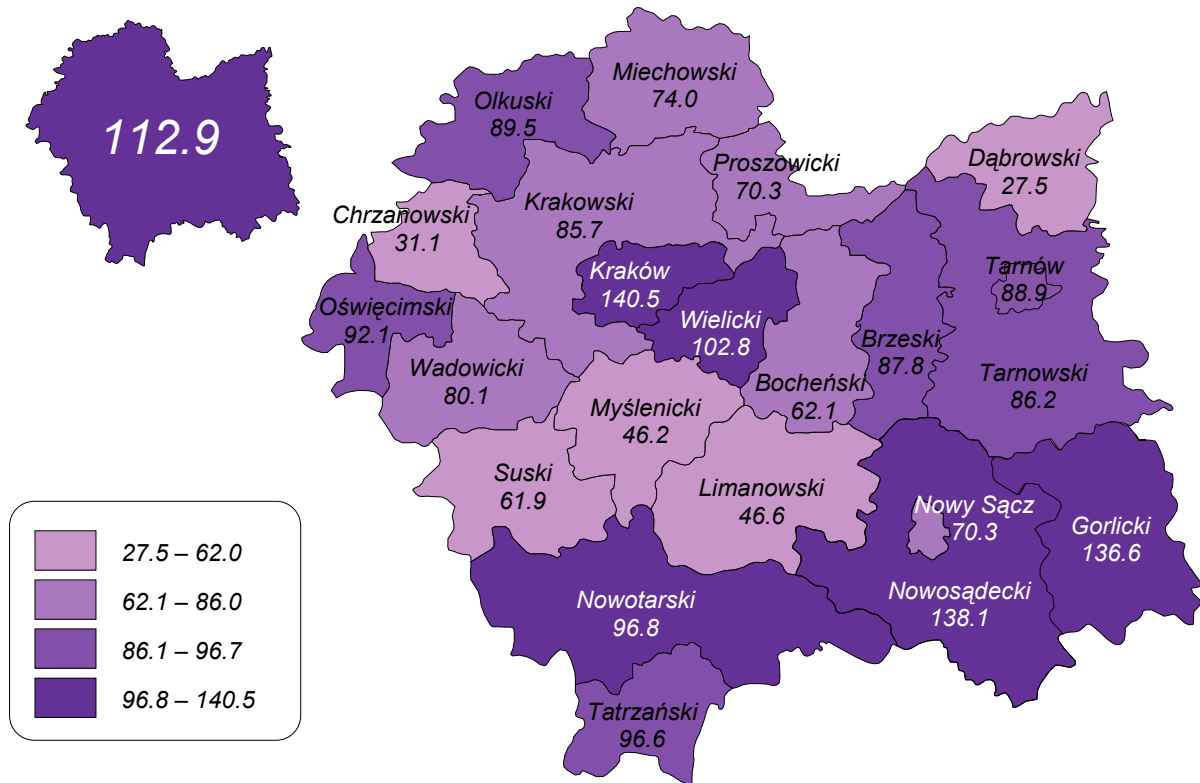 112.9
Miechowski
74.0
Olkuski
89.5
Proszowicki
70.3
Dąbrowski
27.5
Chrzanowski
31.1
Krakowski
85.7
Kraków
140.5
Tarnów
88.9
Oświęcimski
92.1
Wielicki
102.8
Brzeski
87.8
Wadowicki
80.1
Bocheński
62.1
Tarnowski
86.2
Myślenicki
46.2
Suski
61.9
Limanowski
46.6
Nowy Sącz
70.3
Gorlicki
136.6
Nowotarski
96.8
Nowosądecki
138.1
Tatrzański
96.6
27.5 – 62.0
62.1 – 86.0
86.1 – 96.7
96.8 – 140.5